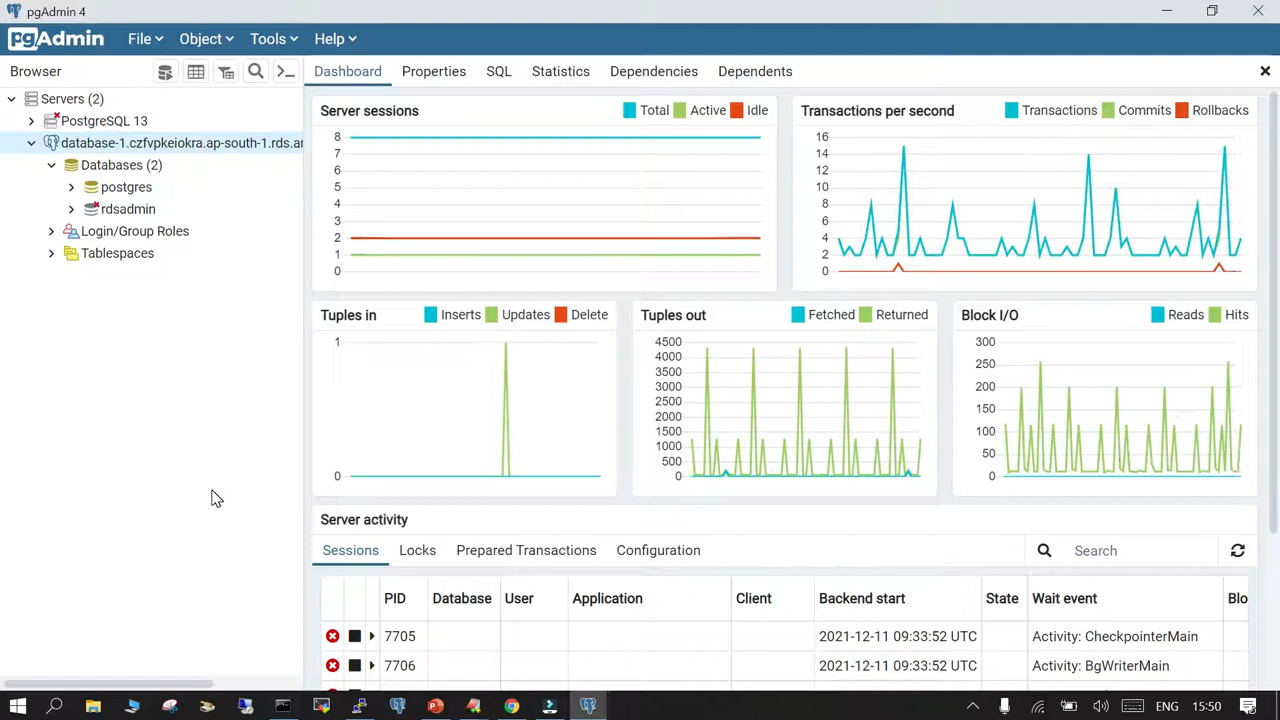 pgAdmin 4
pgAdmin File Object Tools Help
Browser
Dashboard Properties SQL Statistics Dependencies Dependents
Servers (2)
PostgreSQL 13
database-1.czfvpkeiokra.ap-south-1.rds.ar
Databases (2)
postgres
rdsadmin
Login/Group Roles
Tablespaces
Server sessions Total Active Idle
8
7
6
5
4
3
2
1
0
Transactions per second Transactions Commits Rollbacks
16
14
12
10
8
6
4
2
0
Tuples in Inserts Updates Delete
1
0
Tuples out Fetched Returned
4500
4000
3500
3000
2500
2000
1500
1000
500
0
Block I/O Reads Hits
300
250
200
150
100
50
0
Server activity
Sessions Locks Prepared Transactions Configuration Search
PID Database User Application Client Backend start State Wait event Blo
7705 2021-12-11 09:33:52 UTC Activity: CheckpointerMain
7706 2021-12-11 09:33:52 UTC Activity: BgWriterMain
ENG 15:50